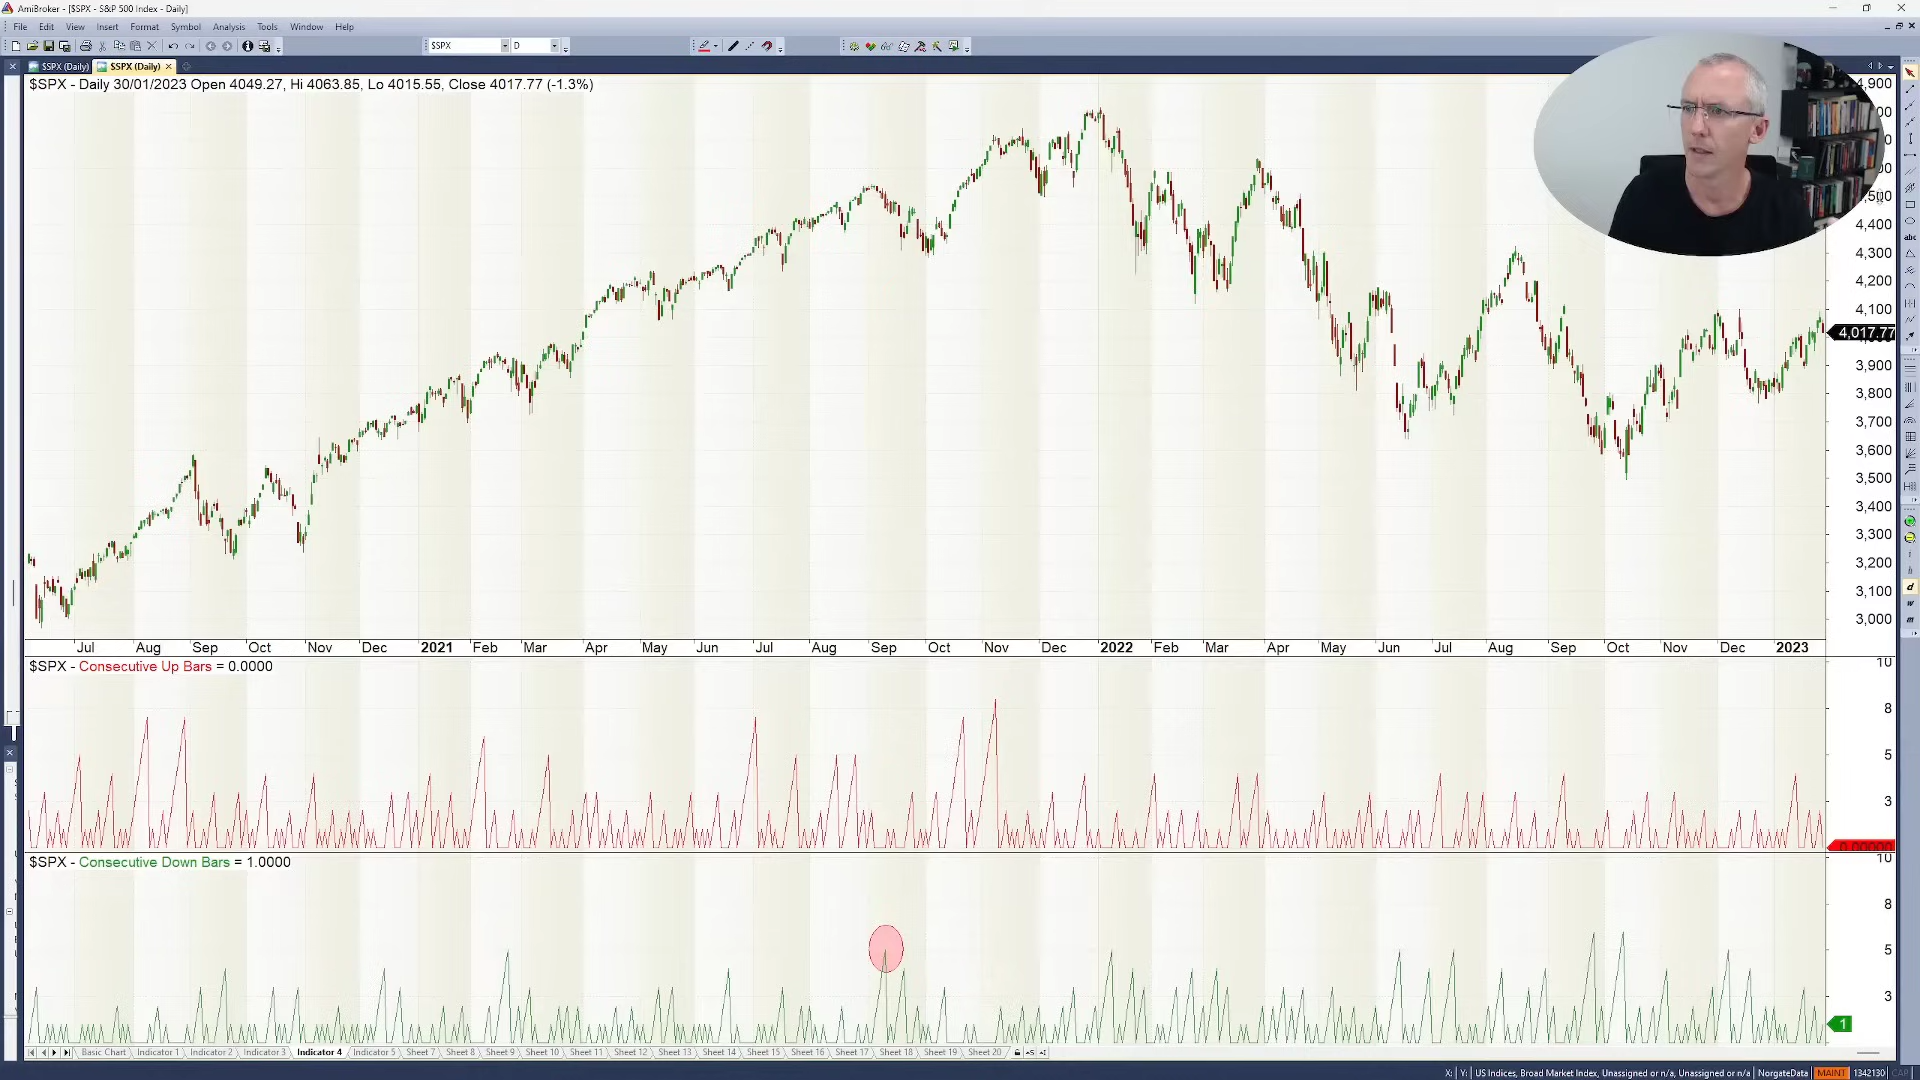 AmiBroker - [$SPX - S&P 500 Index - Daily]
File Edit View Insert Format Symbol Analysis Tools Window Help
$SPX D
$SPX (Daily) $SPX (Daily)
$SPX - Daily 30/01/2023 Open 4049.27, Hi 4063.85, Lo 4015.55, Close 4017.77 (-1.3%)
4,900
4,500
4,400
4,300
4,200
4,100
4,017.77
3,900
3,800
3,700
3,600
3,500
3,400
3,300
3,200
3,100
3,000
Jul Aug Sep Oct Nov Dec 2021 Feb Mar Apr May Jun Jul Aug Sep Oct Nov Dec 2022 Feb Mar Apr May Jun Jul Aug Sep Oct Nov Dec 2023
$SPX - Consecutive Up Bars = 0.0000
10
8
5
3
0.00000
$SPX - Consecutive Down Bars = 1.0000
10
8
5
3
1
Basic Chart Indicator 1 Indicator 2 Indicator 3 Indicator 4 Indicator 5 Sheet 7 Sheet 8 Sheet 9 Sheet 10 Sheet 11 Sheet 12 Sheet 13 Sheet 14 Sheet 15 Sheet 16 Sheet 17 Sheet 18 Sheet 19 Sheet 20
X: Y: US Indices, Broad Market Index, Unassigned or n/a, Unassigned or n/a NorgateData MAINT 1342130 CAP
abc
d
w
m